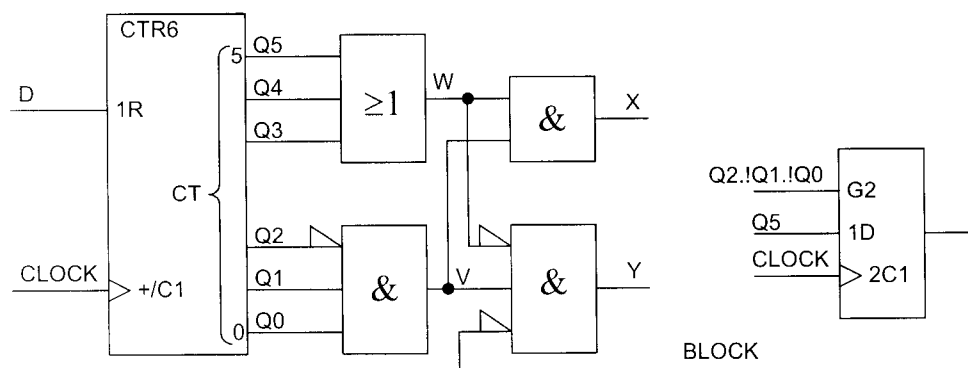 CTR6
5
Q5
Q4
Q3
≥1
W
&
X
D
1R
CT
Q2
Q1
Q0
0
&
V
&
Y
CLOCK
+/C1
Q2.!Q1.!Q0
G2
Q5
1D
CLOCK
2C1
BLOCK